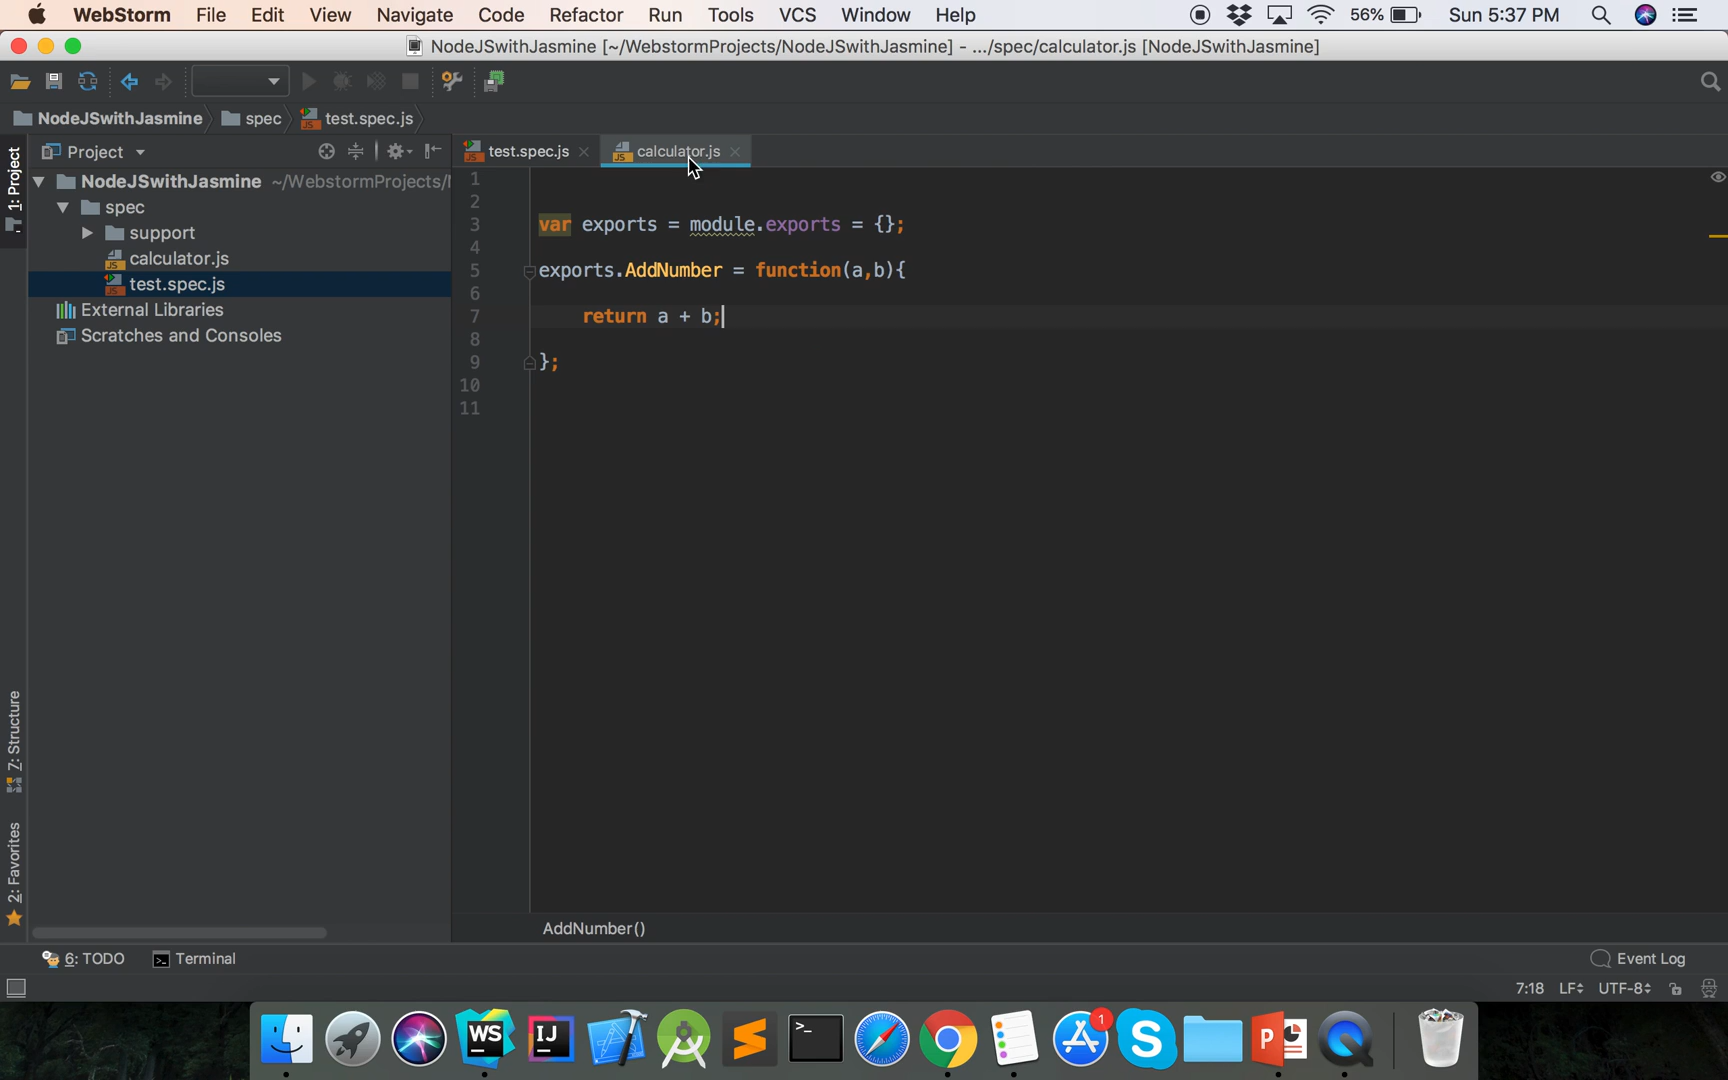 WebStorm File Edit View Navigate Code Refactor Run Tools VCS Window Help 56% Sun 5:37 PM
NodeJSwithJasmine [~/WebstormProjects/NodeJSwithJasmine] - .../spec/calculator.js [NodeJSwithJasmine]
NodeJSwithJasmine spec test.spec.js
1: Project
Project
test.spec.js calculator.js
NodeJSwithJasmine ~/WebstormProjects/
spec
support
calculator.js
test.spec.js
External Libraries
Scratches and Consoles
1
2
3 var exports = module.exports = {};
4
5 exports.AddNumber = function(a,b){
6
7 return a + b;
8
9 };
10
11
Z: Structure
2: Favorites
AddNumber()
6: TODO Terminal Event Log
7:18 LF UTF-8
WS IJ >_ 1 S P